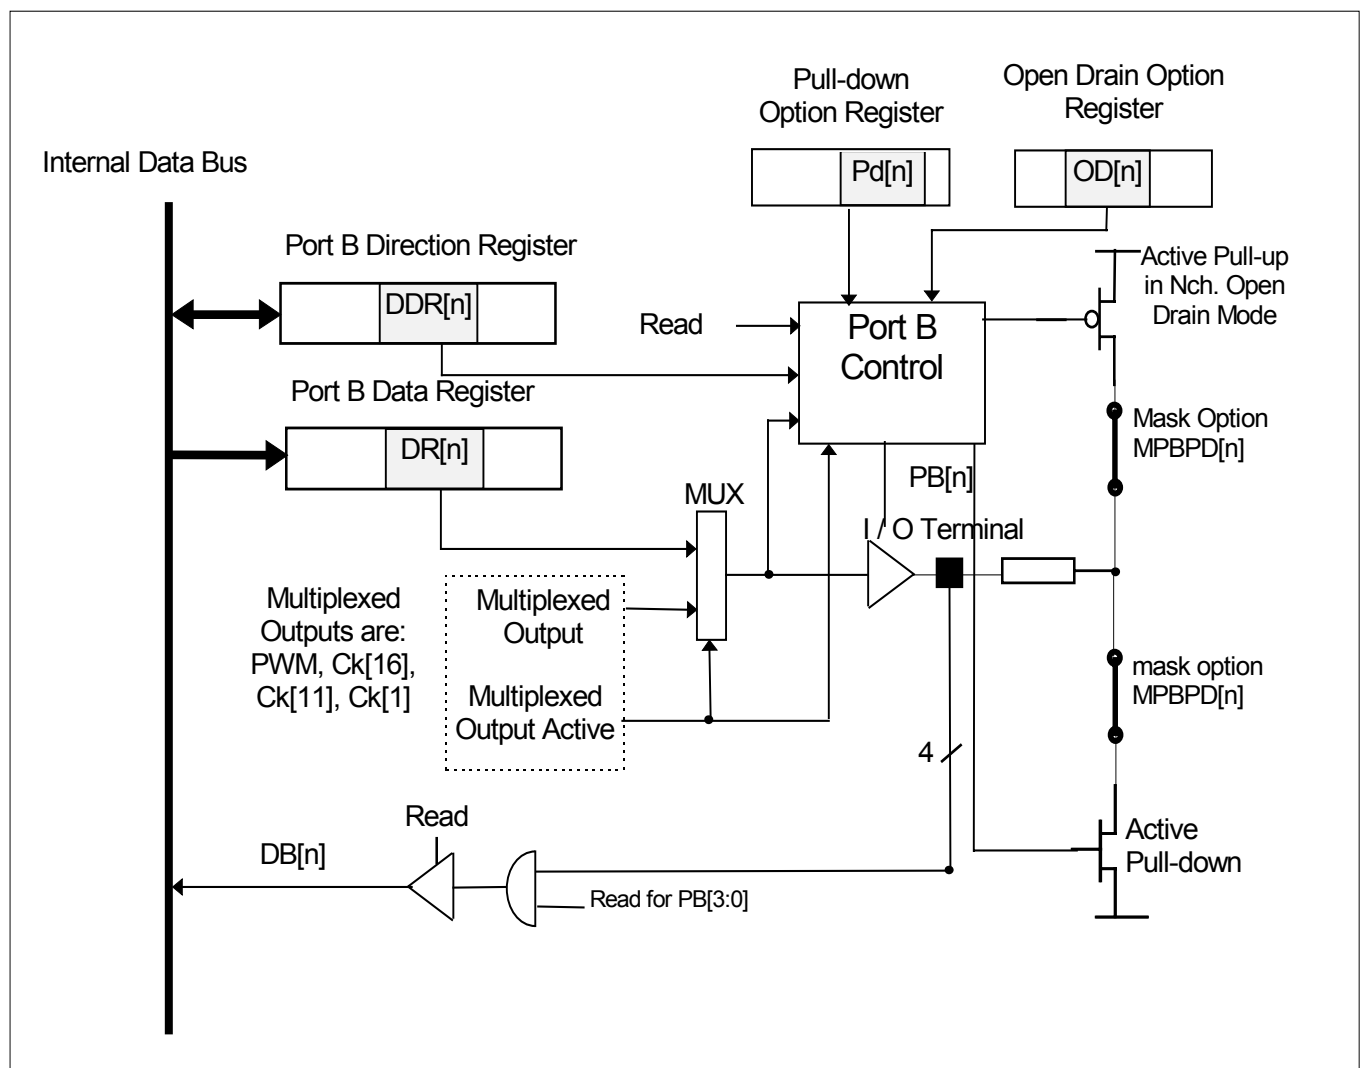 Pull-down
Option Register
Open Drain Option
Register
Internal Data Bus
Pd[n]
OD[n]
Port B Direction Register
Active Pull-up
in Nch. Open
Drain Mode
DDR[n]
Read
Port B
Control
Port B Data Register
Mask Option
MPBPD[n]
DR[n]
PB[n]
MUX
I / O Terminal
Multiplexed
Outputs are:
PWM, Ck[16],
Ck[11], Ck[1]
Multiplexed
Output
mask option
MPBPD[n]
Multiplexed
Output Active
4
Read
DB[n]
Active
Pull-down
Read for PB[3:0]